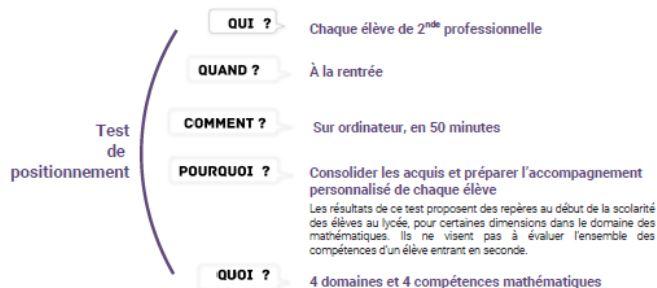 QUI ?
Chaque élève de 2nde professionnelle
QUAND ?
À la rentrée
COMMENT ?
Sur ordinateur, en 50 minutes
Test
de
positionnement
POURQUOI ?
Consolider les acquis et préparer l'accompagnement
personnalisé de chaque élève
Les résultats de ce test proposent des repères au début de la scolarité
des élèves au lycée, pour certaines dimensions dans le domaine des
mathématiques. Ils ne visent pas à évaluer l'ensemble des
compétences d'un élève entrant en seconde.
QUOI ?
4 domaines et 4 compétences mathématiques